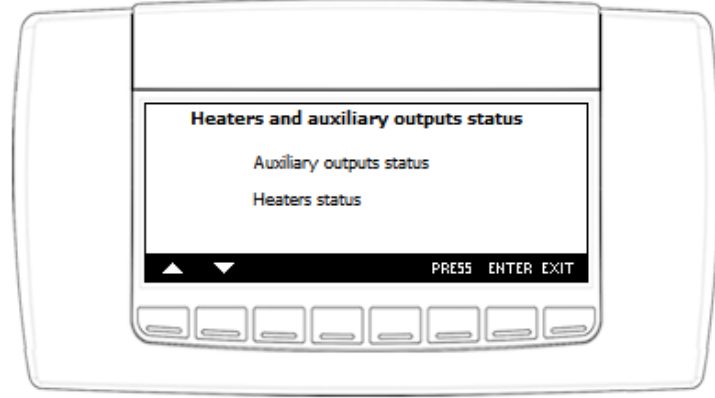 Heaters and auxiliary outputs status
Auxiliary outputs status
Heaters status
PRESS ENTER EXIT